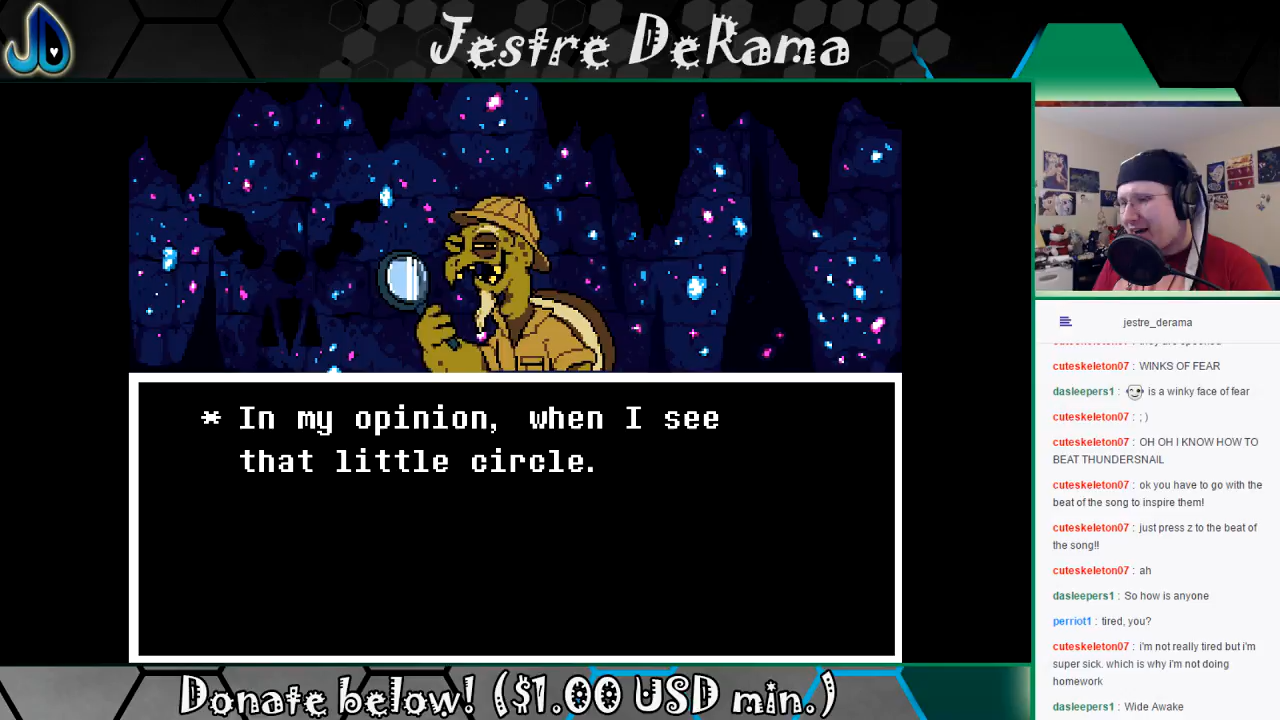 JD
Jestre DeRama
* In my opinion, when I see
that little circle.
Donate below! ($1.00 USD min.)
jestre_derama
cuteskeleton07 : WINKS OF FEAR
dasleepers1 : is a winky face of fear
cuteskeleton07 : ; )
cuteskeleton07 : OH OH I KNOW HOW TO
BEAT THUNDERSNAIL
cuteskeleton07 : ok you have to go with the
beat of the song to inspire them!
cuteskeleton07 : just press z to the beat of
the song!!
cuteskeleton07 : ah
dasleepers1 : So how is anyone
perriot1 : tired, you?
cuteskeleton07 : i'm not really tired but i'm
super sick. which is why i'm not doing
homework
dasleepers1 : Wide Awake